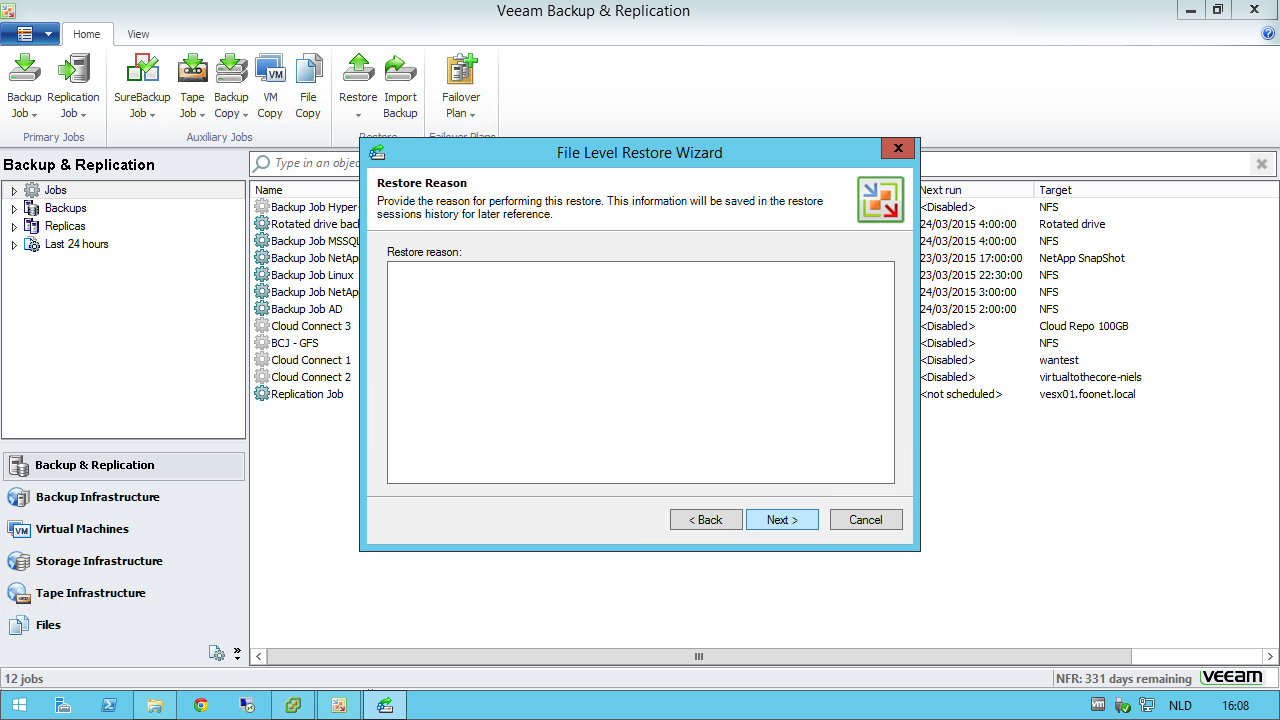 Veeam Backup & Replication
Home View
Backup Job
Replication Job
SureBackup Job
Tape Job
Backup Copy
VM Copy
File Copy
Restore
Import Backup
Failover Plan
Primary Jobs
Auxiliary Jobs
Restore
Failover Plans
Backup & Replication
Jobs
Backups
Replicas
Last 24 hours
Backup & Replication
Backup Infrastructure
Virtual Machines
Storage Infrastructure
Tape Infrastructure
Files
Type in an objec
Name Next run Target
Backup Job Hyper <Disabled> NFS
Rotated drive bac 24/03/2015 4:00:00 Rotated drive
Backup Job MSSQL 24/03/2015 4:00:00 NFS
Backup Job NetAp 23/03/2015 17:00:00 NetApp SnapShot
Backup Job Linux 23/03/2015 22:30:00 NFS
Backup Job NetAp 24/03/2015 3:00:00 NFS
Backup Job AD 24/03/2015 2:00:00 NFS
Cloud Connect 3 <Disabled> Cloud Repo 100GB
BCJ - GFS <Disabled> NFS
Cloud Connect 1 <Disabled> wantest
Cloud Connect 2 <Disabled> virtualtothecore-niels
Replication Job <not scheduled> vesx01.foonet.local
File Level Restore Wizard
Restore Reason
Provide the reason for performing this restore. This information will be saved in the restore
sessions history for later reference.
Restore reason:
< Back Next > Cancel
12 jobs
NFR: 331 days remaining veeam
NLD 16:08